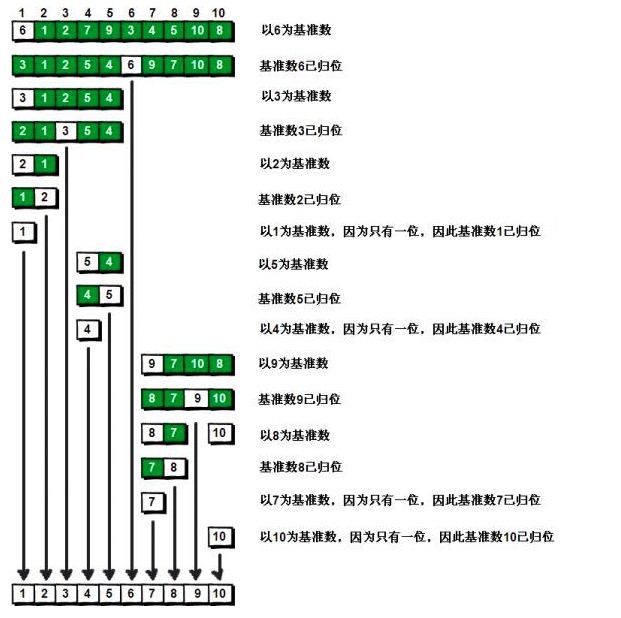 1 2 3 4 5 6 7 8 9 10
6 1 2 7 9 3 4 5 10 8 以6为基准数
3 1 2 5 4 6 9 7 10 8 基准数6己归位
3 1 2 5 4 以3为基准数
2 1 3 5 4 基准数3己归位
2 1 以2为基准数
1 2 基准数2己归位
1 以1为基准数，因为只有一位，因此基准数1己归位
5 4 以5为基准数
4 5 基准数5己归位
4 以4为基准数，因为只有一位，因此基准数4己归位
9 7 10 8 以9为基准数
8 7 9 10 基准数9己归位
8 7 10 以8为基准数
7 8 基准数8己归位
7 以7为基准数，因为只有一位，因此基准数7己归位
10 以10为基准数，因为只有一位，因此基准数10己归位
1 2 3 4 5 6 7 8 9 10